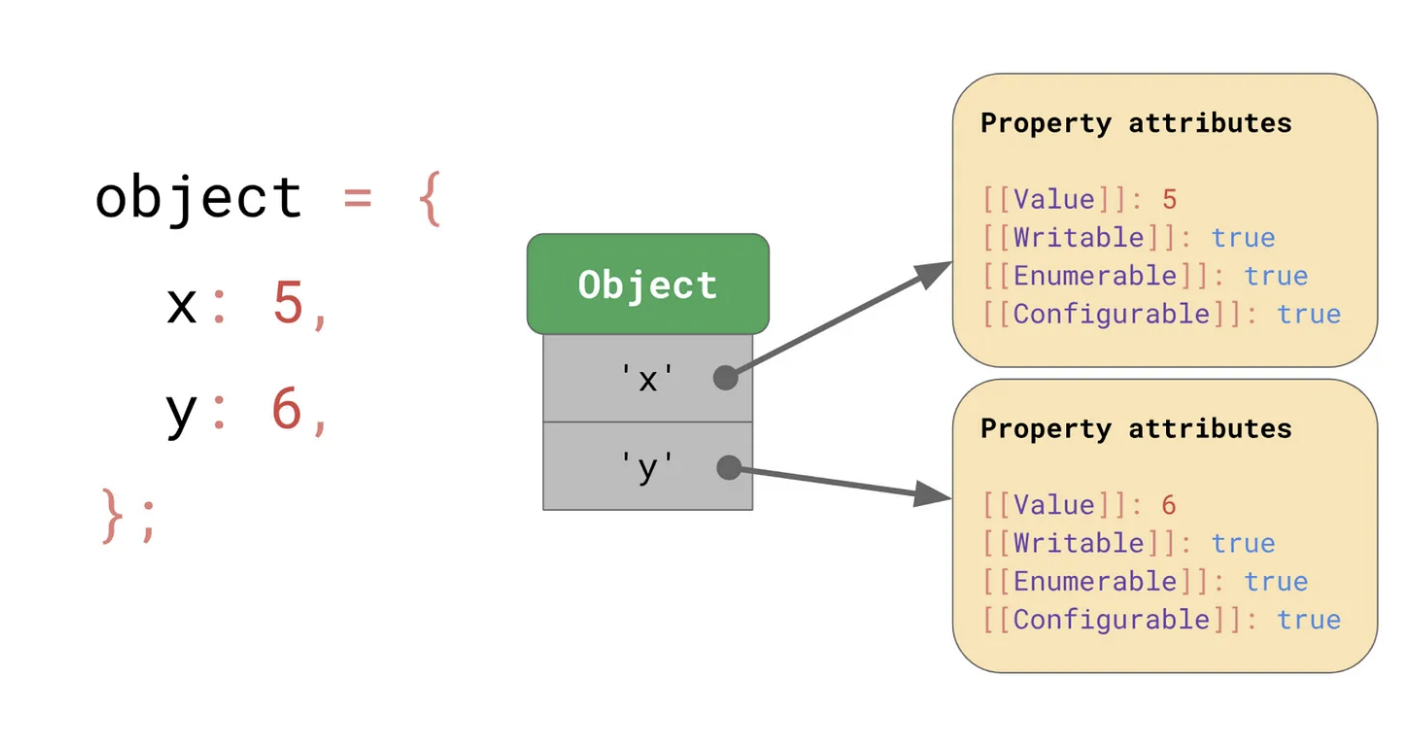 object = {
x: 5,
y: 6,
};
Object
'x'
'y'
Property attributes
[[Value]]: 5
[[Writable]]: true
[[Enumerable]]: true
[[Configurable]]: true
Property attributes
[[Value]]: 6
[[Writable]]: true
[[Enumerable]]: true
[[Configurable]]: true